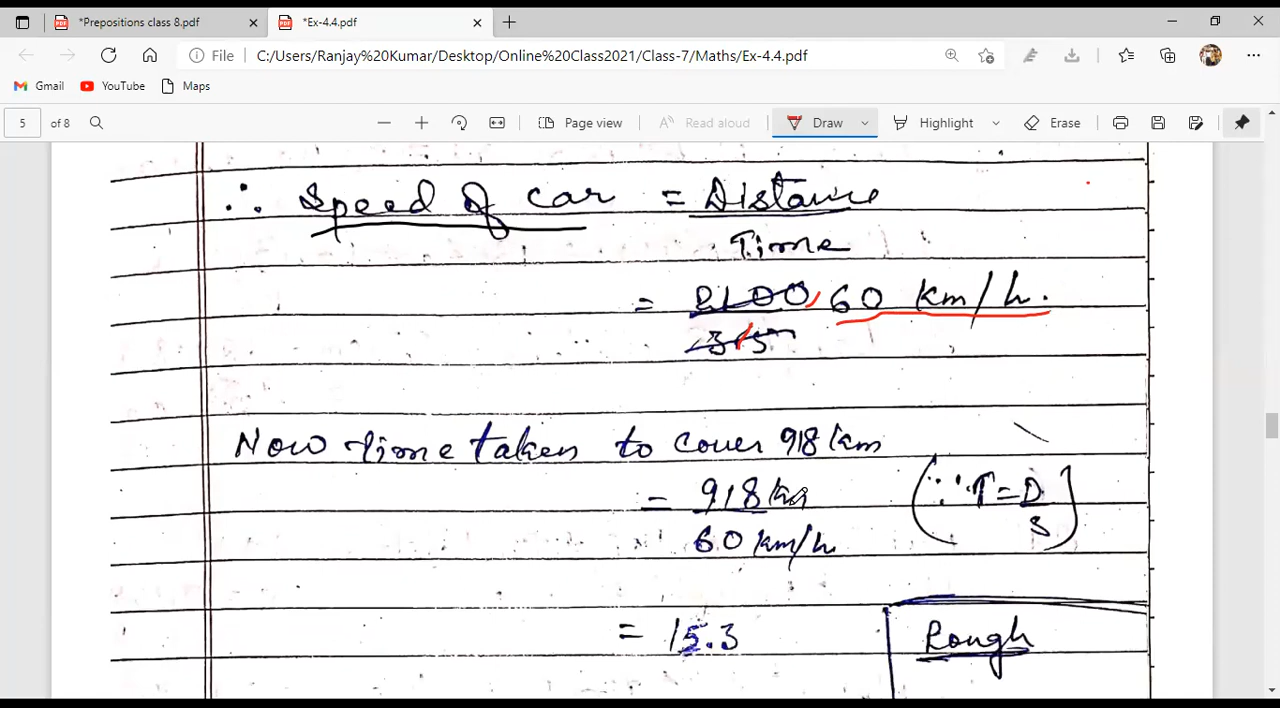 *Prepositions class 8.pdf
*Ex-4.4.pdf
File C:/Users/Ranjay%20Kumar/Desktop/Online%20Class2021/Class-7/Maths/Ex-4.4.pdf
Gmail YouTube Maps
5 of 8 Page view Read aloud Draw Highlight Erase
∴ Speed of car = Distance
Time
= 2100 60 km/h.
35
Now time taken to cover 918 km
= 918 km (∵ T = D
60 km/h S)
= 15.3 Rough